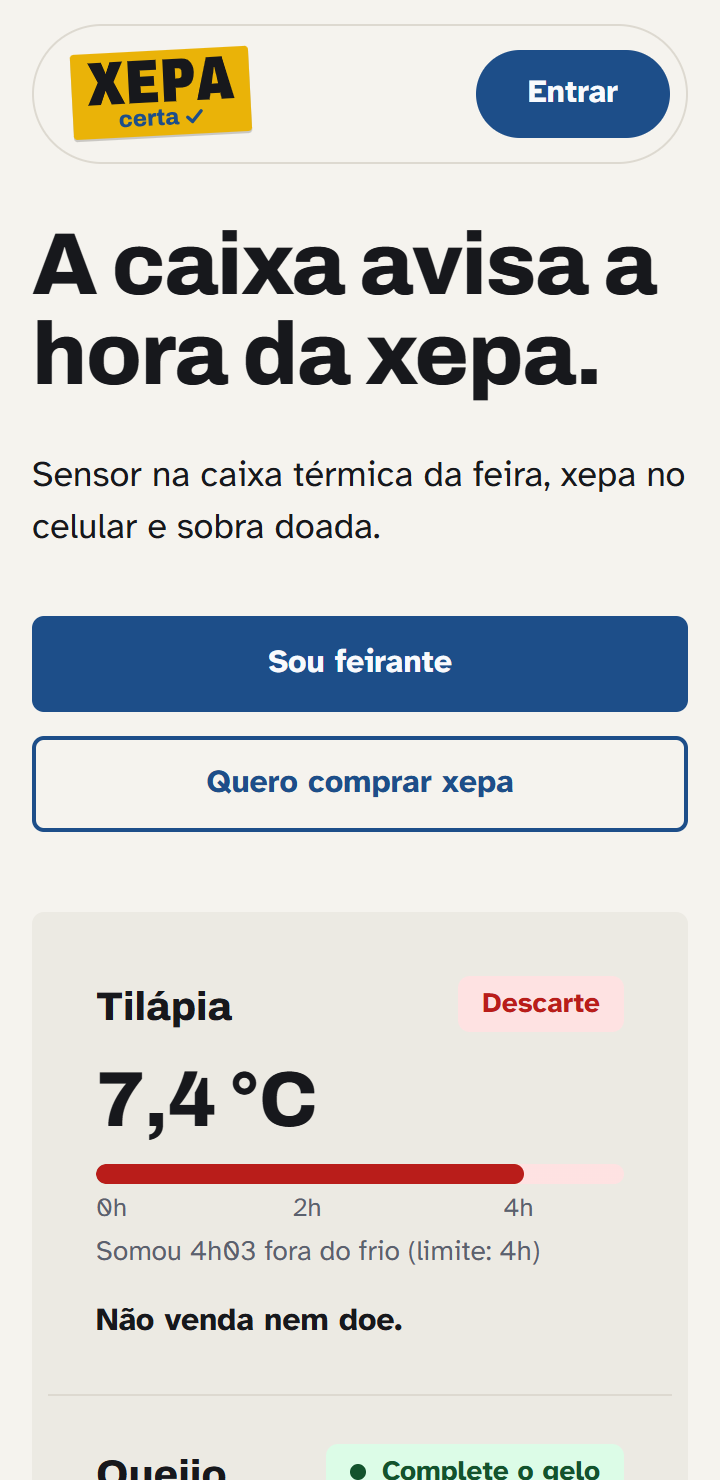 XEPA
certa
Entrar
A caixa avisa a
hora da xepa.
Sensor na caixa térmica da feira, xepa no
celular e sobra doada.
Sou feirante
Quero comprar xepa
Tilápia
Descarte
7,4 °C
0h 2h 4h
Somou 4h03 fora do frio (limite: 4h)
Não venda nem doe.
Queijo
Complete o gelo